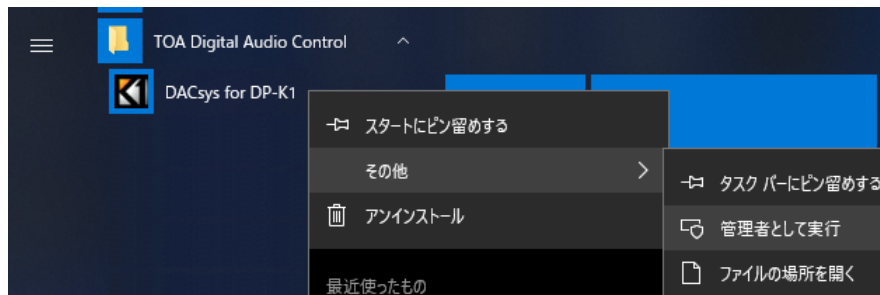 TOA Digital Audio Control
K1
DACsys for DP-K1
スタートにピン留めする
その他
アンインストール
最近使ったもの
タスク バーにピン留めする
管理者として実行
ファイルの場所を開く